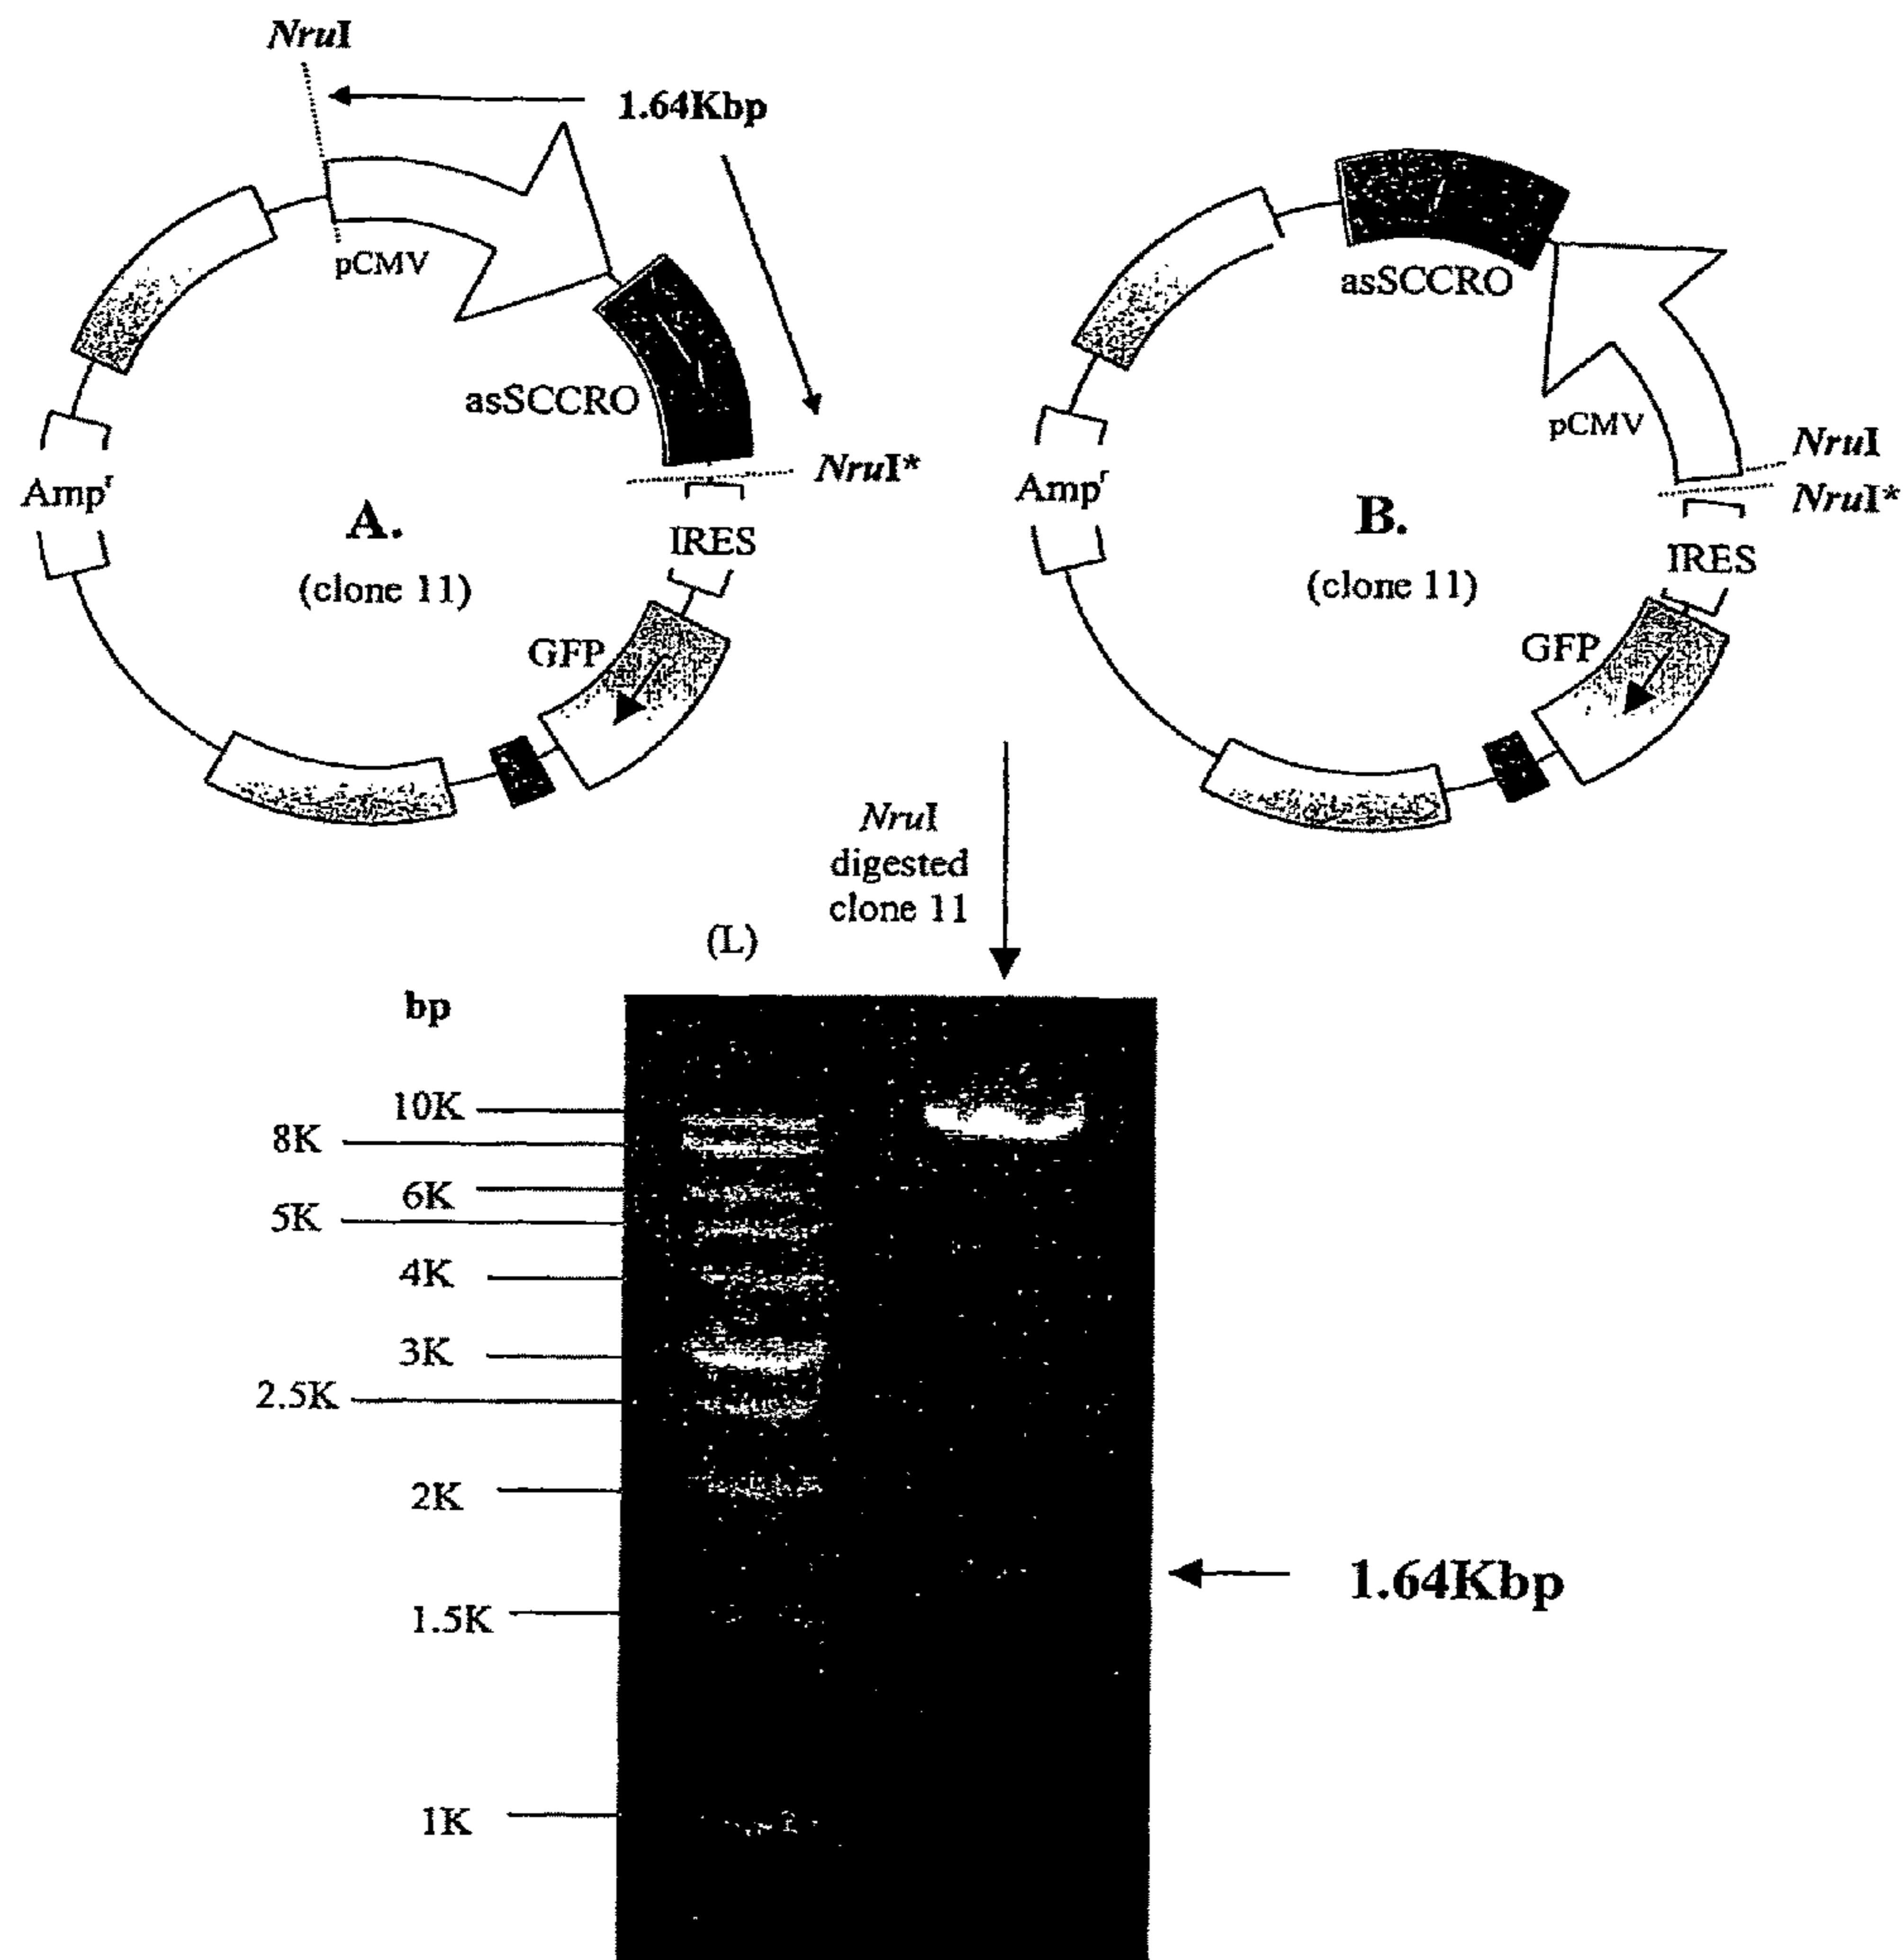 NruI
1.64Kbp
pCMV
asSCCRO
NruI*
Ampʳ
A.
(clone 11)
IRES
GFP
asSCCRO
pCMV
NruI
NruI*
Ampʳ
B.
(clone 11)
IRES
GFP
NruI
digested
clone 11
(L)
bp
10K
8K
6K
5K
4K
3K
2.5K
2K
1.64Kbp
1.5K
1K